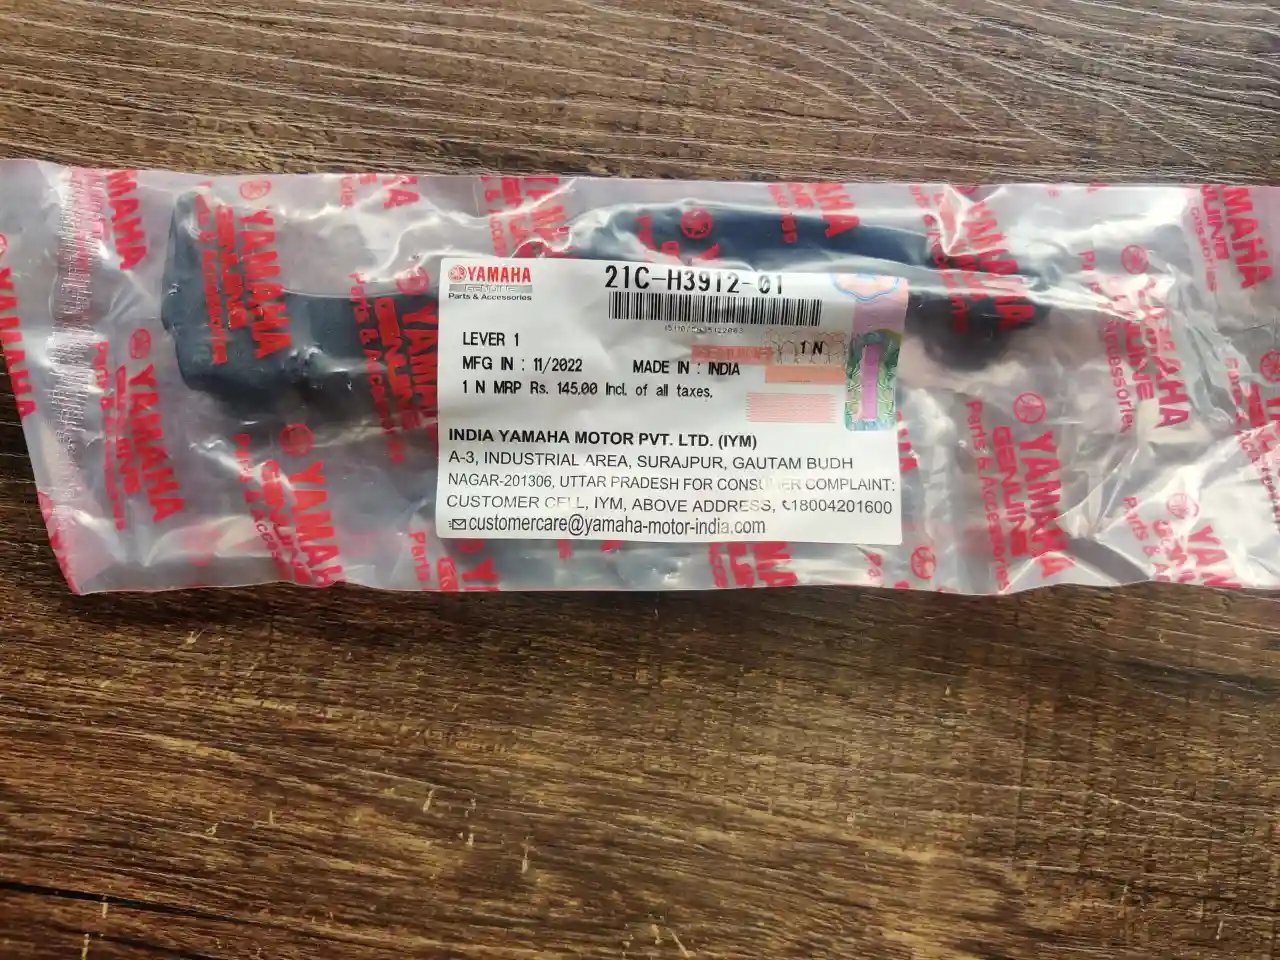 YAMAHA
GENUINE
Parts & Accessories
21C-H3912-01
LEVER 1
1 N
MFG IN : 11/2022 MADE IN : INDIA
1 N MRP Rs. 145.00 Incl. of all taxes.
INDIA YAMAHA MOTOR PVT. LTD. (IYM)
A-3, INDUSTRIAL AREA, SURAJPUR, GAUTAM BUDH
NAGAR-201306, UTTAR PRADESH FOR CONSUMER COMPLAINT:
CUSTOMER CELL, IYM, ABOVE ADDRESS, 18004201600
customercare@yamaha-motor-india.com
YAMAHA
GENUINE
Parts & Accessories